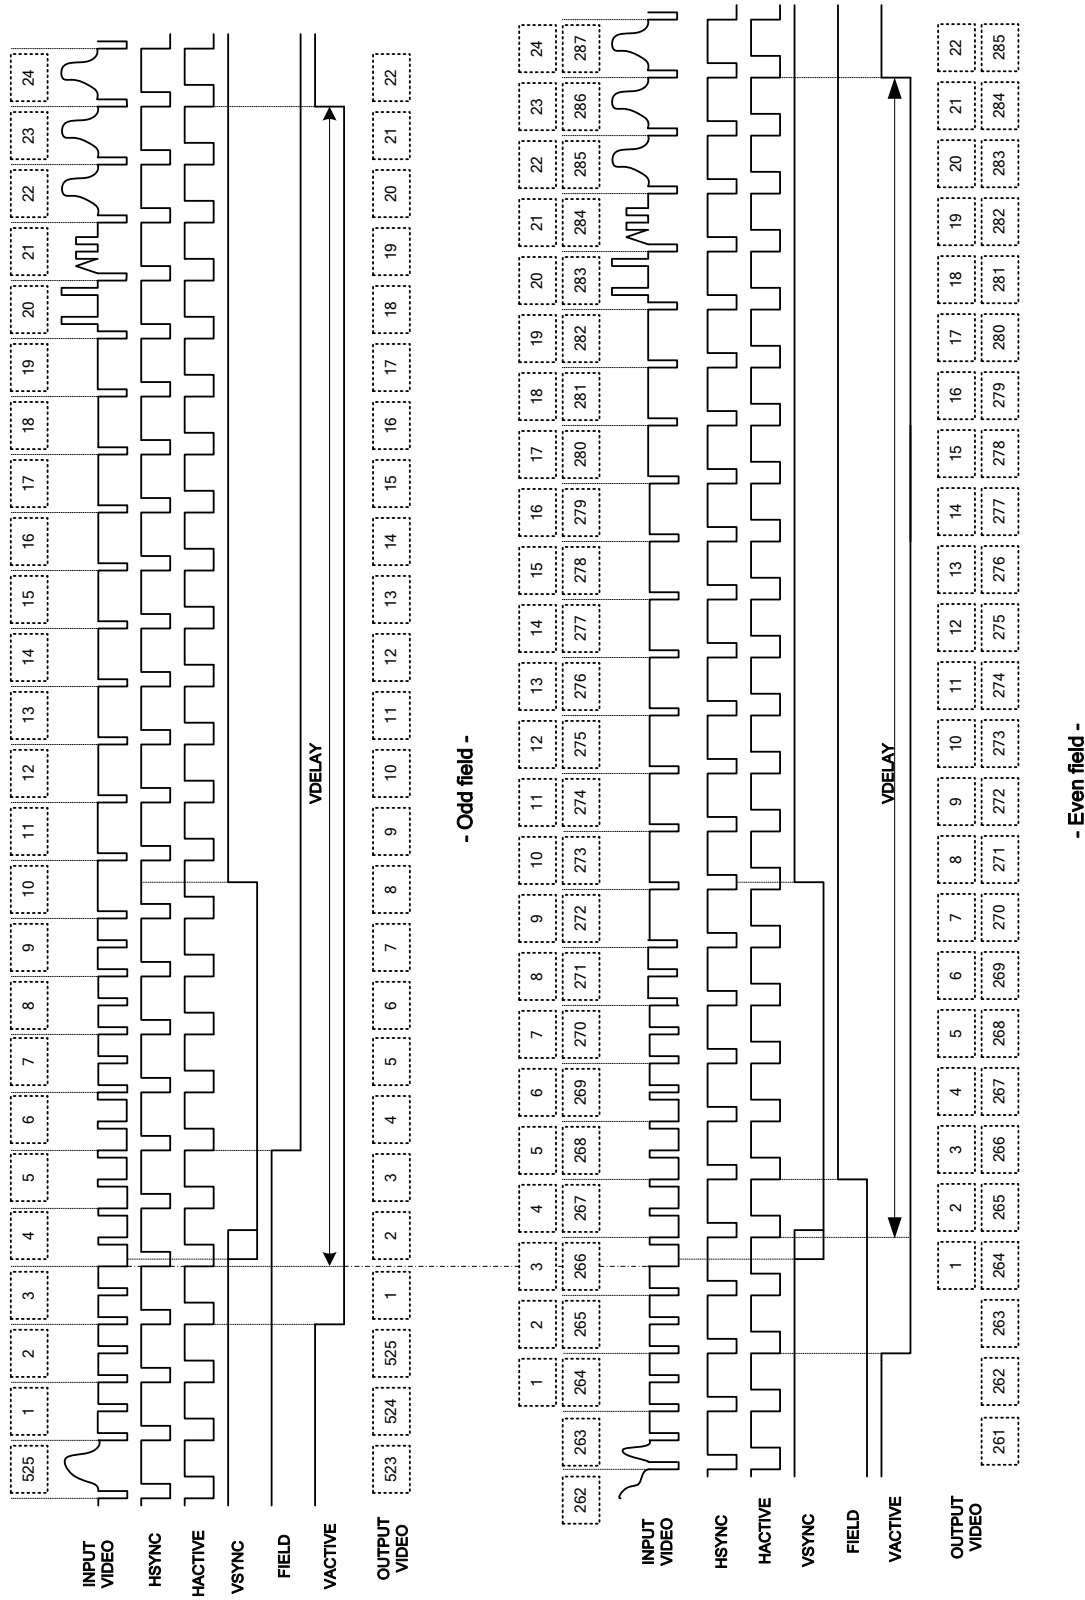 525 1 2 3 4 5 6 7 8 9 10 11 12 13 14 15 16 17 18 19 20 21 22 23 24
INPUT
VIDEO
HSYNC
HACTIVE
VSYNC
FIELD
VACTIVE
VDELAY
OUTPUT
VIDEO
523 524 525 1 2 3 4 5 6 7 8 9 10 11 12 13 14 15 16 17 18 19 20 21 22
- Odd field -
1 2 3 4 5 6 7 8 9 10 11 12 13 14 15 16 17 18 19 20 21 22 23 24
262 263 264 265 266 267 268 269 270 271 272 273 274 275 276 277 278 279 280 281 282 283 284 285 286 287
INPUT
VIDEO
HSYNC
HACTIVE
VSYNC
FIELD
VACTIVE
VDELAY
OUTPUT
VIDEO
1 2 3 4 5 6 7 8 9 10 11 12 13 14 15 16 17 18 19 20 21 22
261 262 263 264 265 266 267 268 269 270 271 272 273 274 275 276 277 278 279 280 281 282 283 284 285
- Even field -